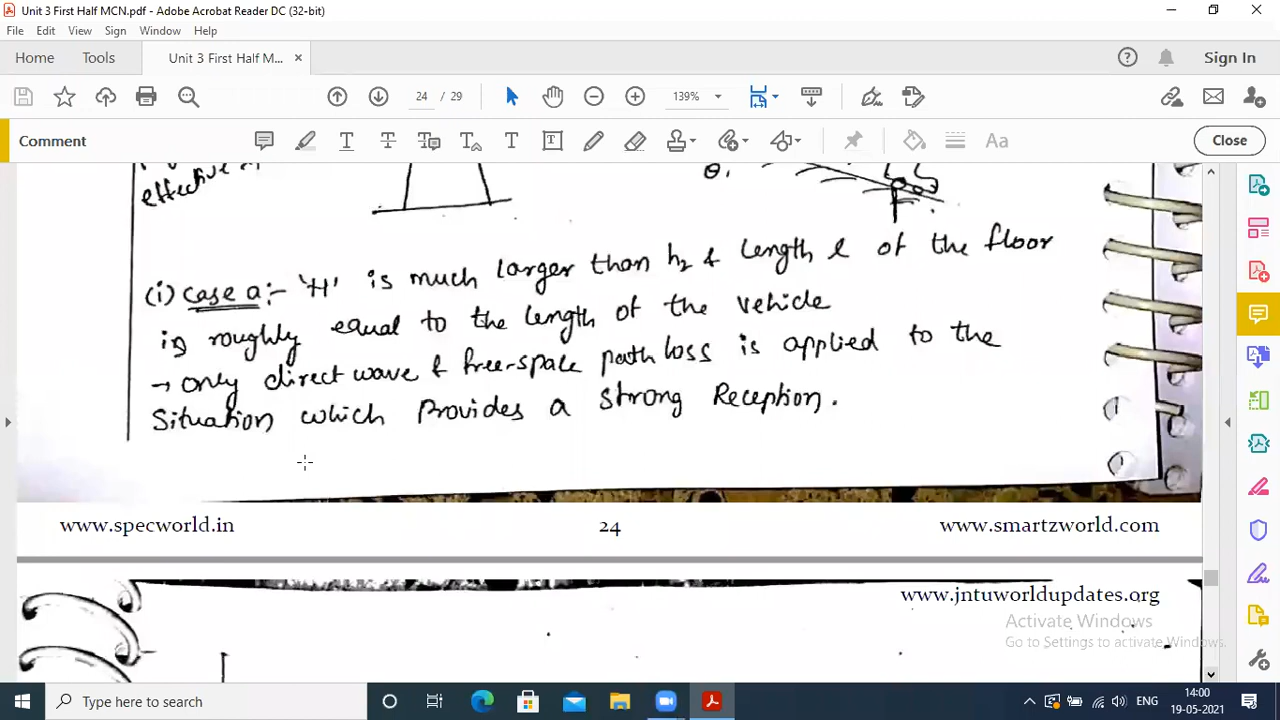 Unit 3 First Half MCN.pdf - Adobe Acrobat Reader DC (32-bit)
File Edit View Sign Window Help
Home Tools Unit 3 First Half M... × Sign In
24 / 29 139%
Comment Close
effective
θ₁
(i) case a:- 'H' is much larger than h₂ & length l of the floor
is roughly equal to the length of the vehicle
→ only direct wave & free-space path loss is applied to the
situation which provides a strong Reception.
www.specworld.in 24 www.smartzworld.com
www.jntuworldupdates.org
Activate Windows
Go to Settings to activate Windows.
Type here to search
ENG
14:00
19-05-2021